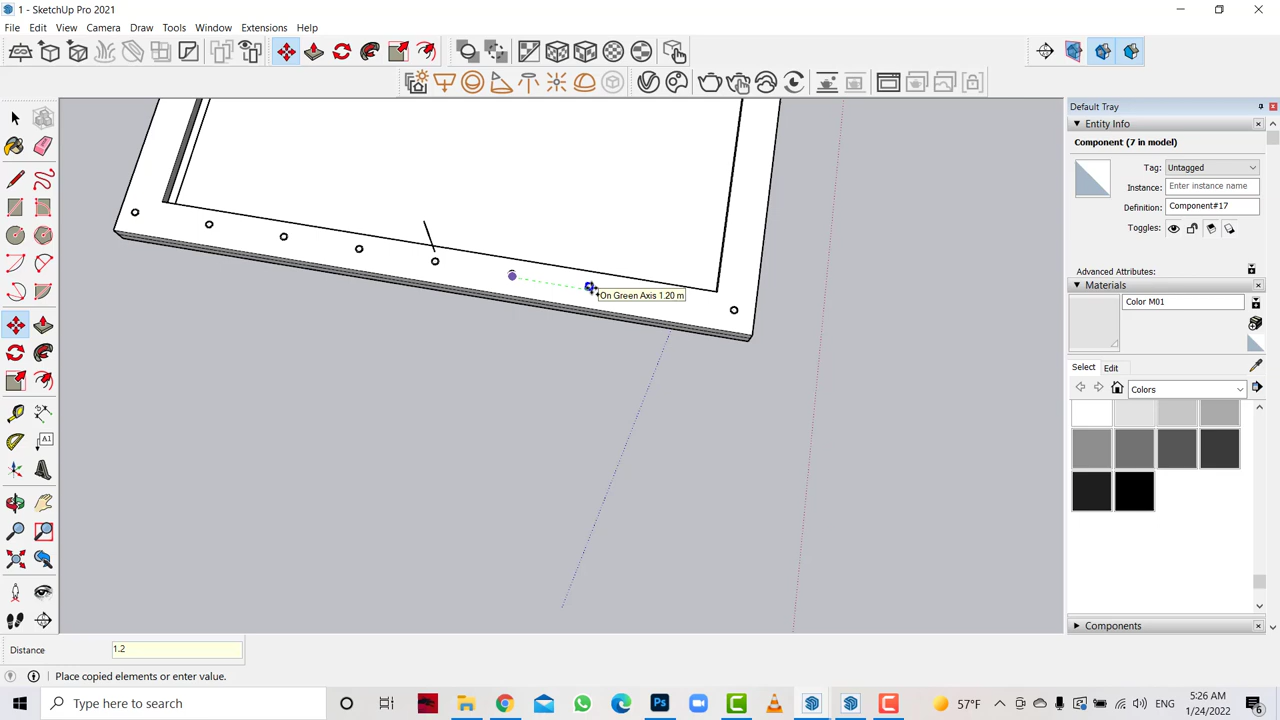 1 - SketchUp Pro 2021
File Edit View Camera Draw Tools Window Extensions Help
Default Tray
Entity Info
Component (7 in model)
Tag: Untagged
Instance: Enter instance name
Definition: Component#17
Toggles:
Advanced Attributes:
Materials
Color M01
Select Edit
Colors
Components
On Green Axis 1.20 m
A1
Distance 1.2
Place copied elements or enter value.
Type here to search
Ps
57°F
ENG
5:26 AM
1/24/2022
6